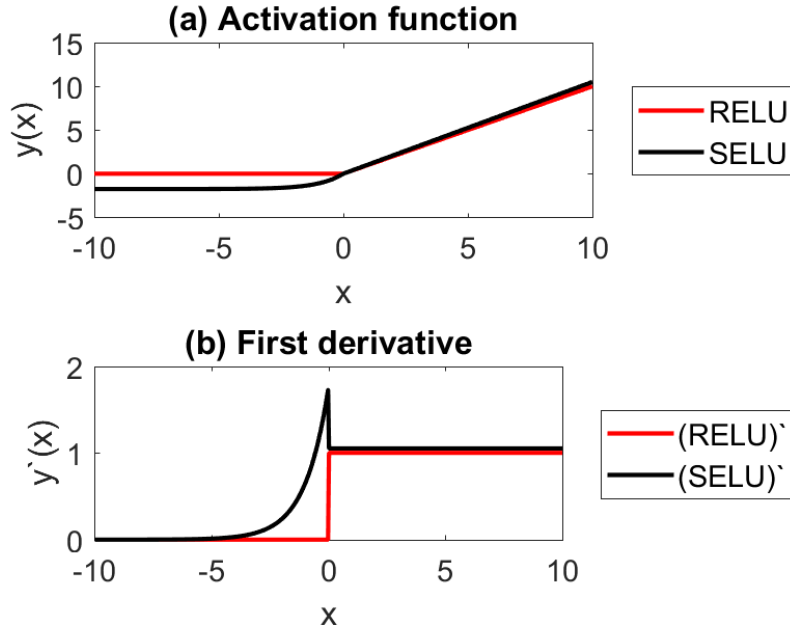 (a) Activation function
15
10
5
0
-5
y(x)
-10
-5
0
5
10
x
RELU
SELU
(b) First derivative
2
1
0
y`(x)
-10
-5
0
5
10
x
(RELU)`
(SELU)`